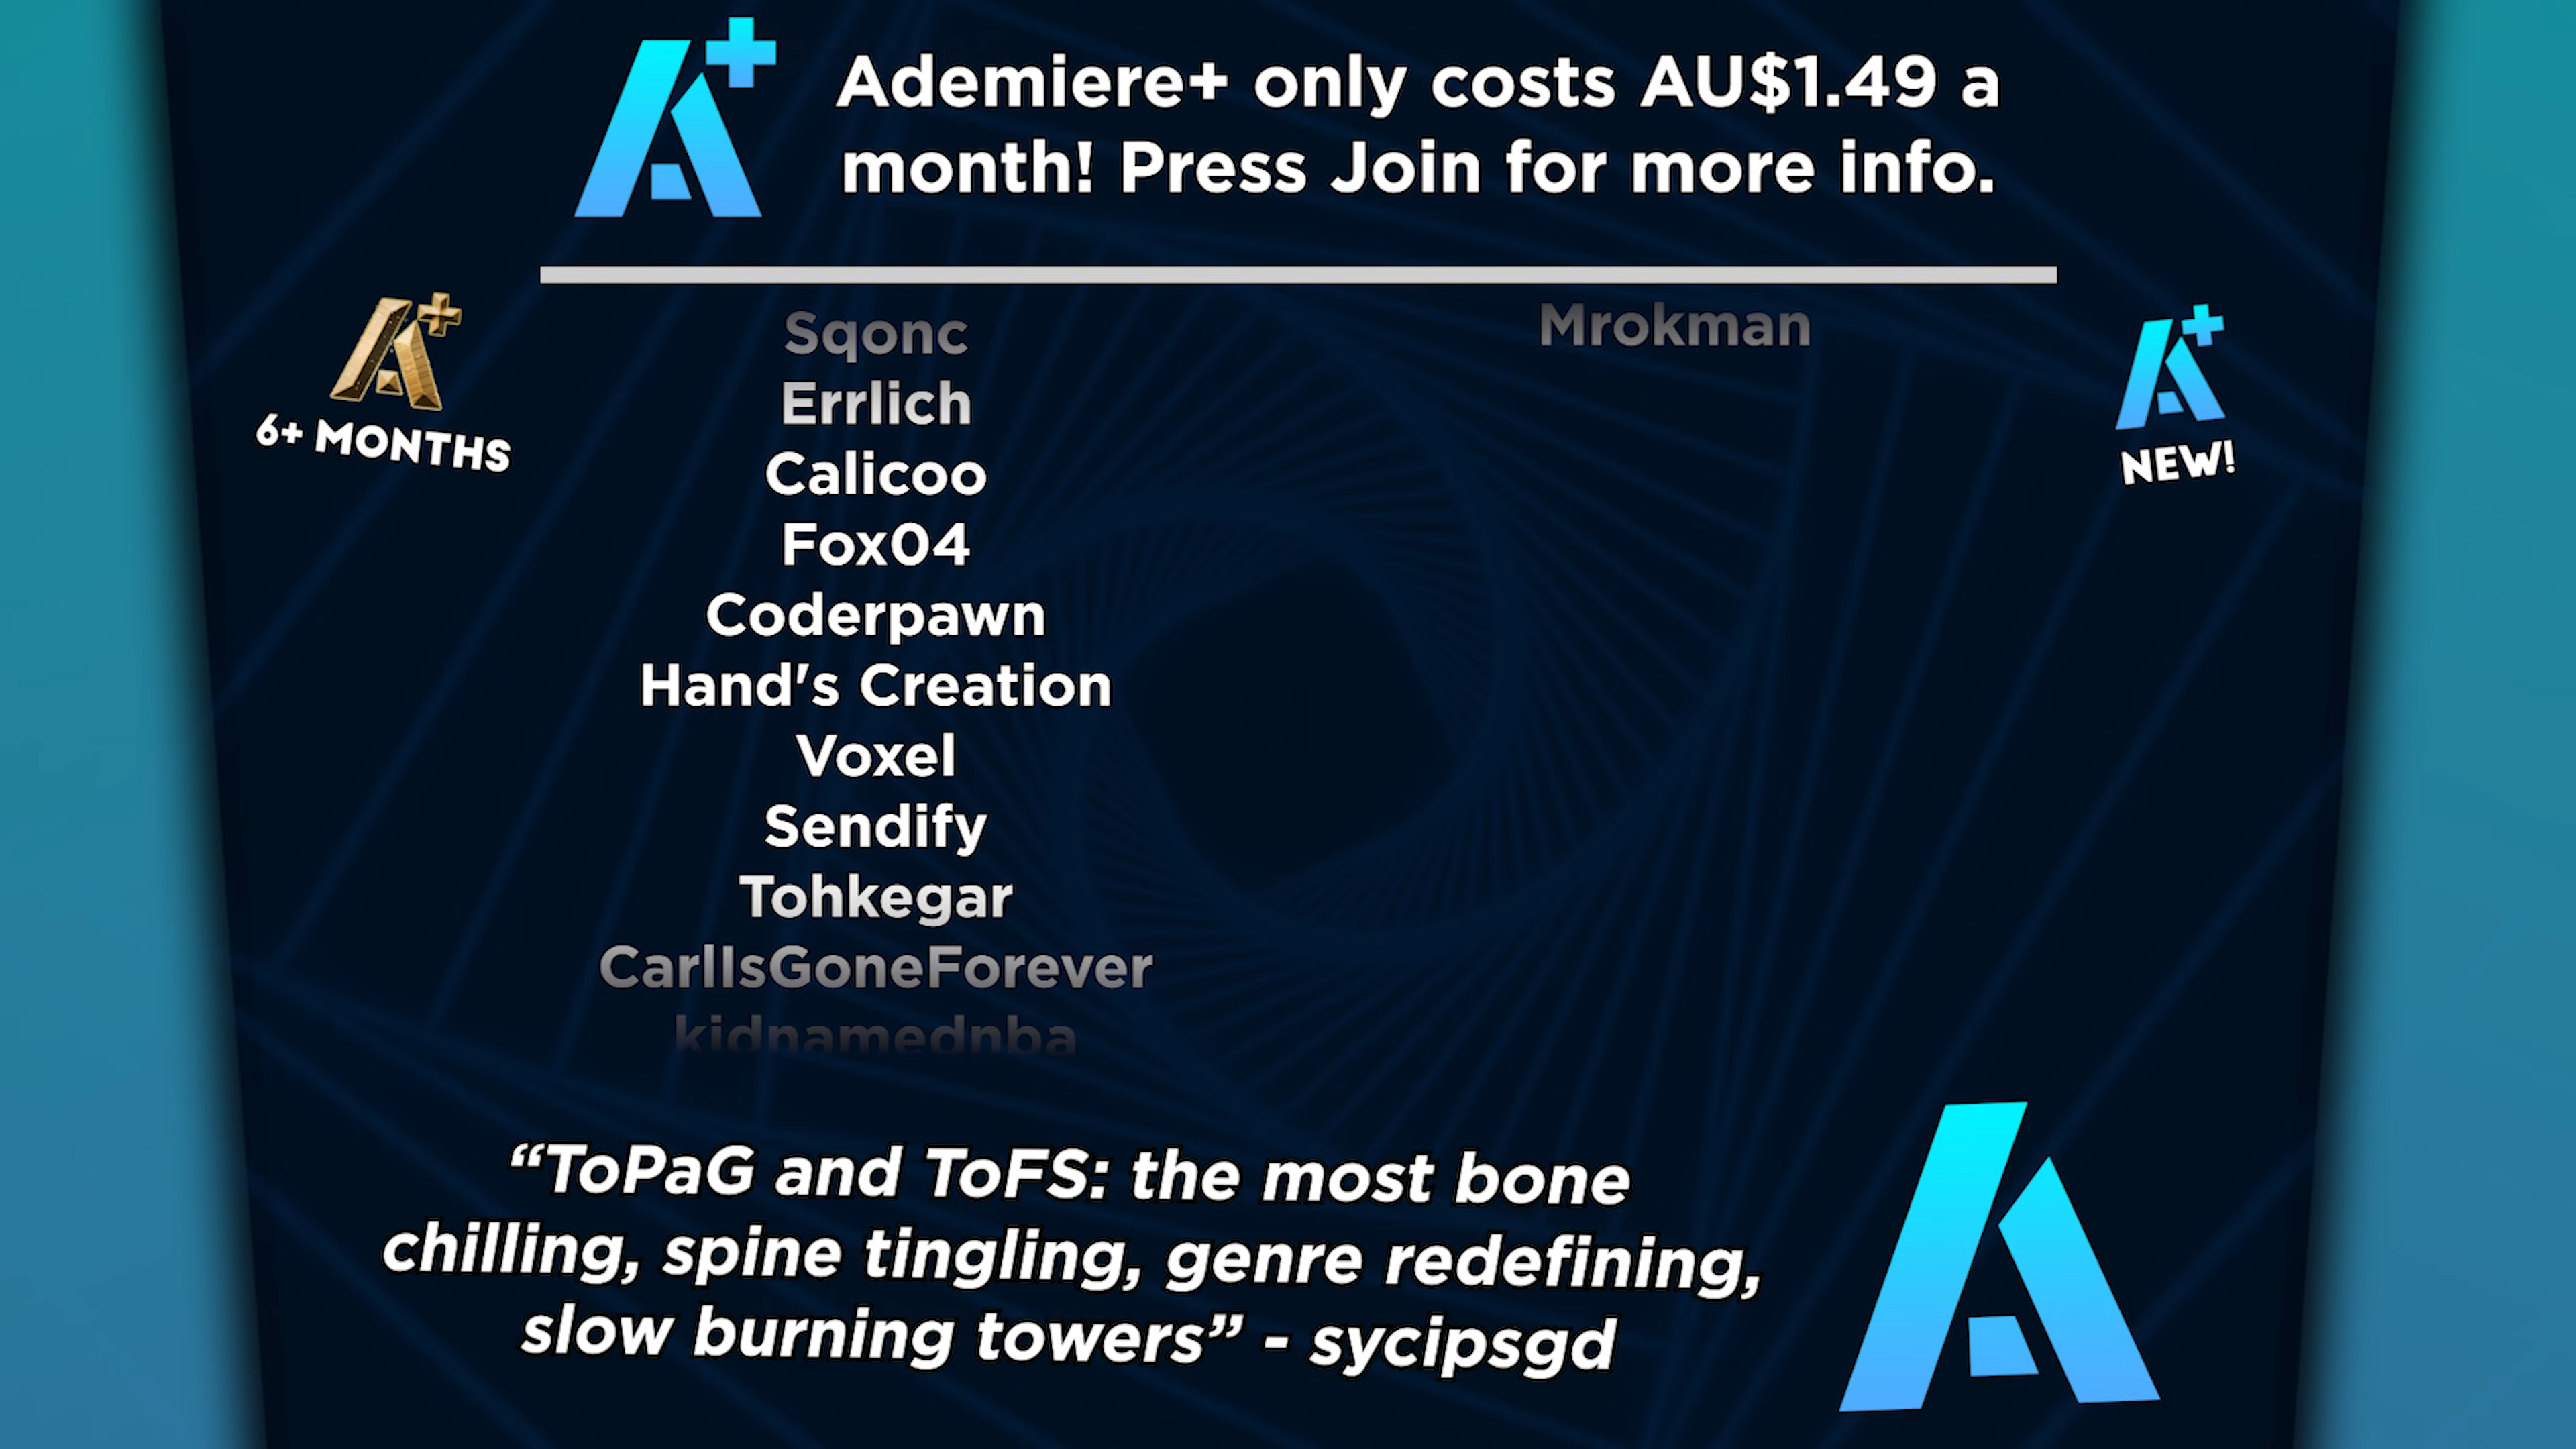 Ademiere+ only costs AU$1.49 a
month! Press Join for more info.
6+ MONTHS
Sqonc
Errlich
Calicoo
Fox04
Coderpawn
Hand's Creation
Voxel
Sendify
Tohkegar
CarlIsGoneForever
kidnamednba
Mrokman
NEW!
“ToPaG and ToFS: the most bone
chilling, spine tingling, genre redefining,
slow burning towers” - sycipsgd